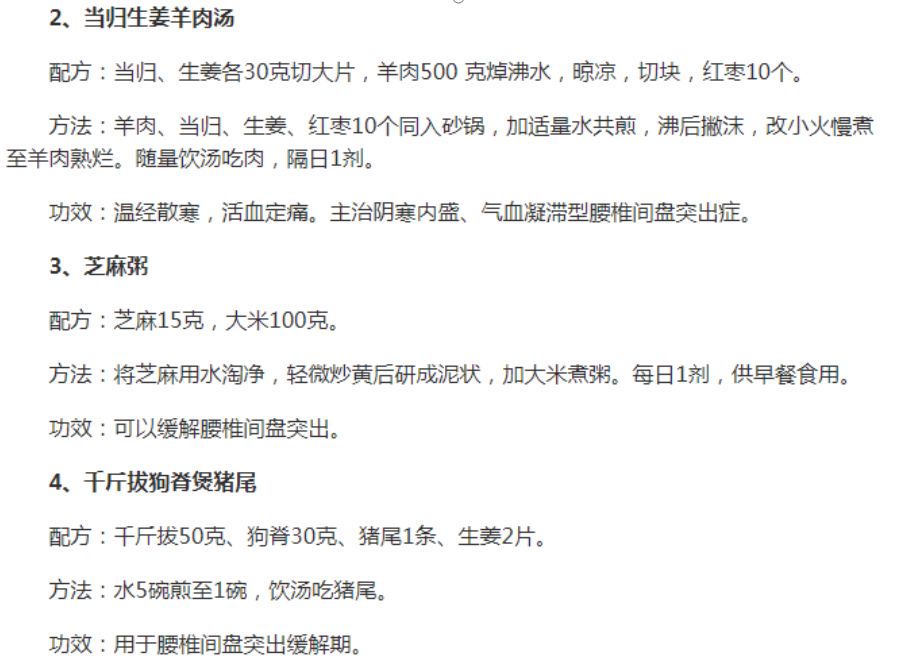 2、当归生姜羊肉汤
配方：当归、生姜各30克切大片，羊肉500 克焯沸水，晾凉，切块，红枣10个。
方法：羊肉、当归、生姜、红枣10个同入砂锅，加适量水共煎，沸后撇沫，改小火慢煮
至羊肉熟烂。随量饮汤吃肉，隔日1剂。
功效：温经散寒，活血定痛。主治阴寒内盛、气血凝滞型腰椎间盘突出症。
3、芝麻粥
配方：芝麻15克，大米100克。
方法：将芝麻用水淘净，轻微炒黄后研成泥状，加大米煮粥。每日1剂，供早餐食用。
功效：可以缓解腰椎间盘突出。
4、千斤拔狗脊煲猪尾
配方：千斤拔50克、狗脊30克、猪尾1条、生姜2片。
方法：水5碗煎至1碗，饮汤吃猪尾。
功效：用于腰椎间盘突出缓解期。